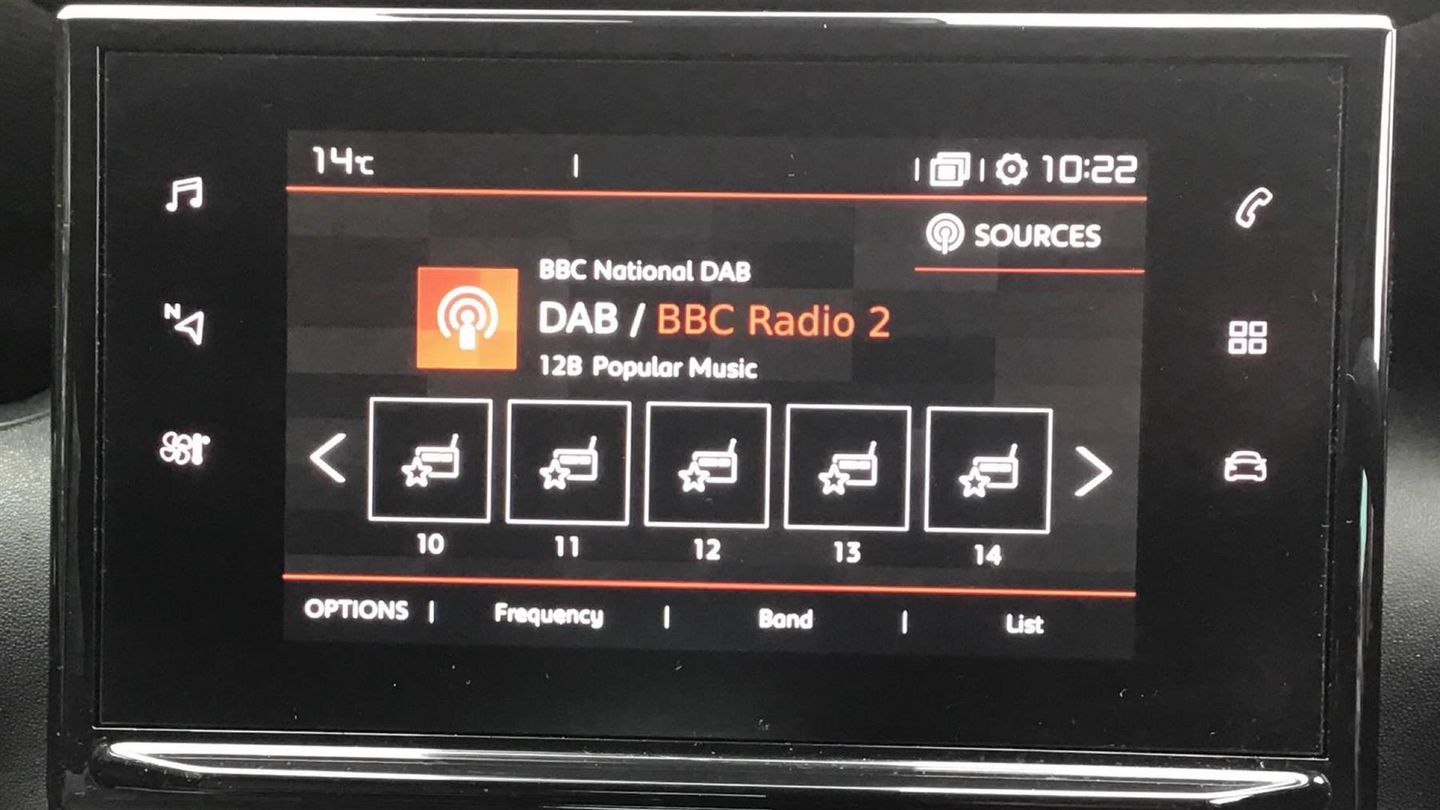 14°C 10:22
SOURCES
BBC National DAB
DAB / BBC Radio 2
12B Popular Music
10 11 12 13 14
OPTIONS Frequency Band List
N